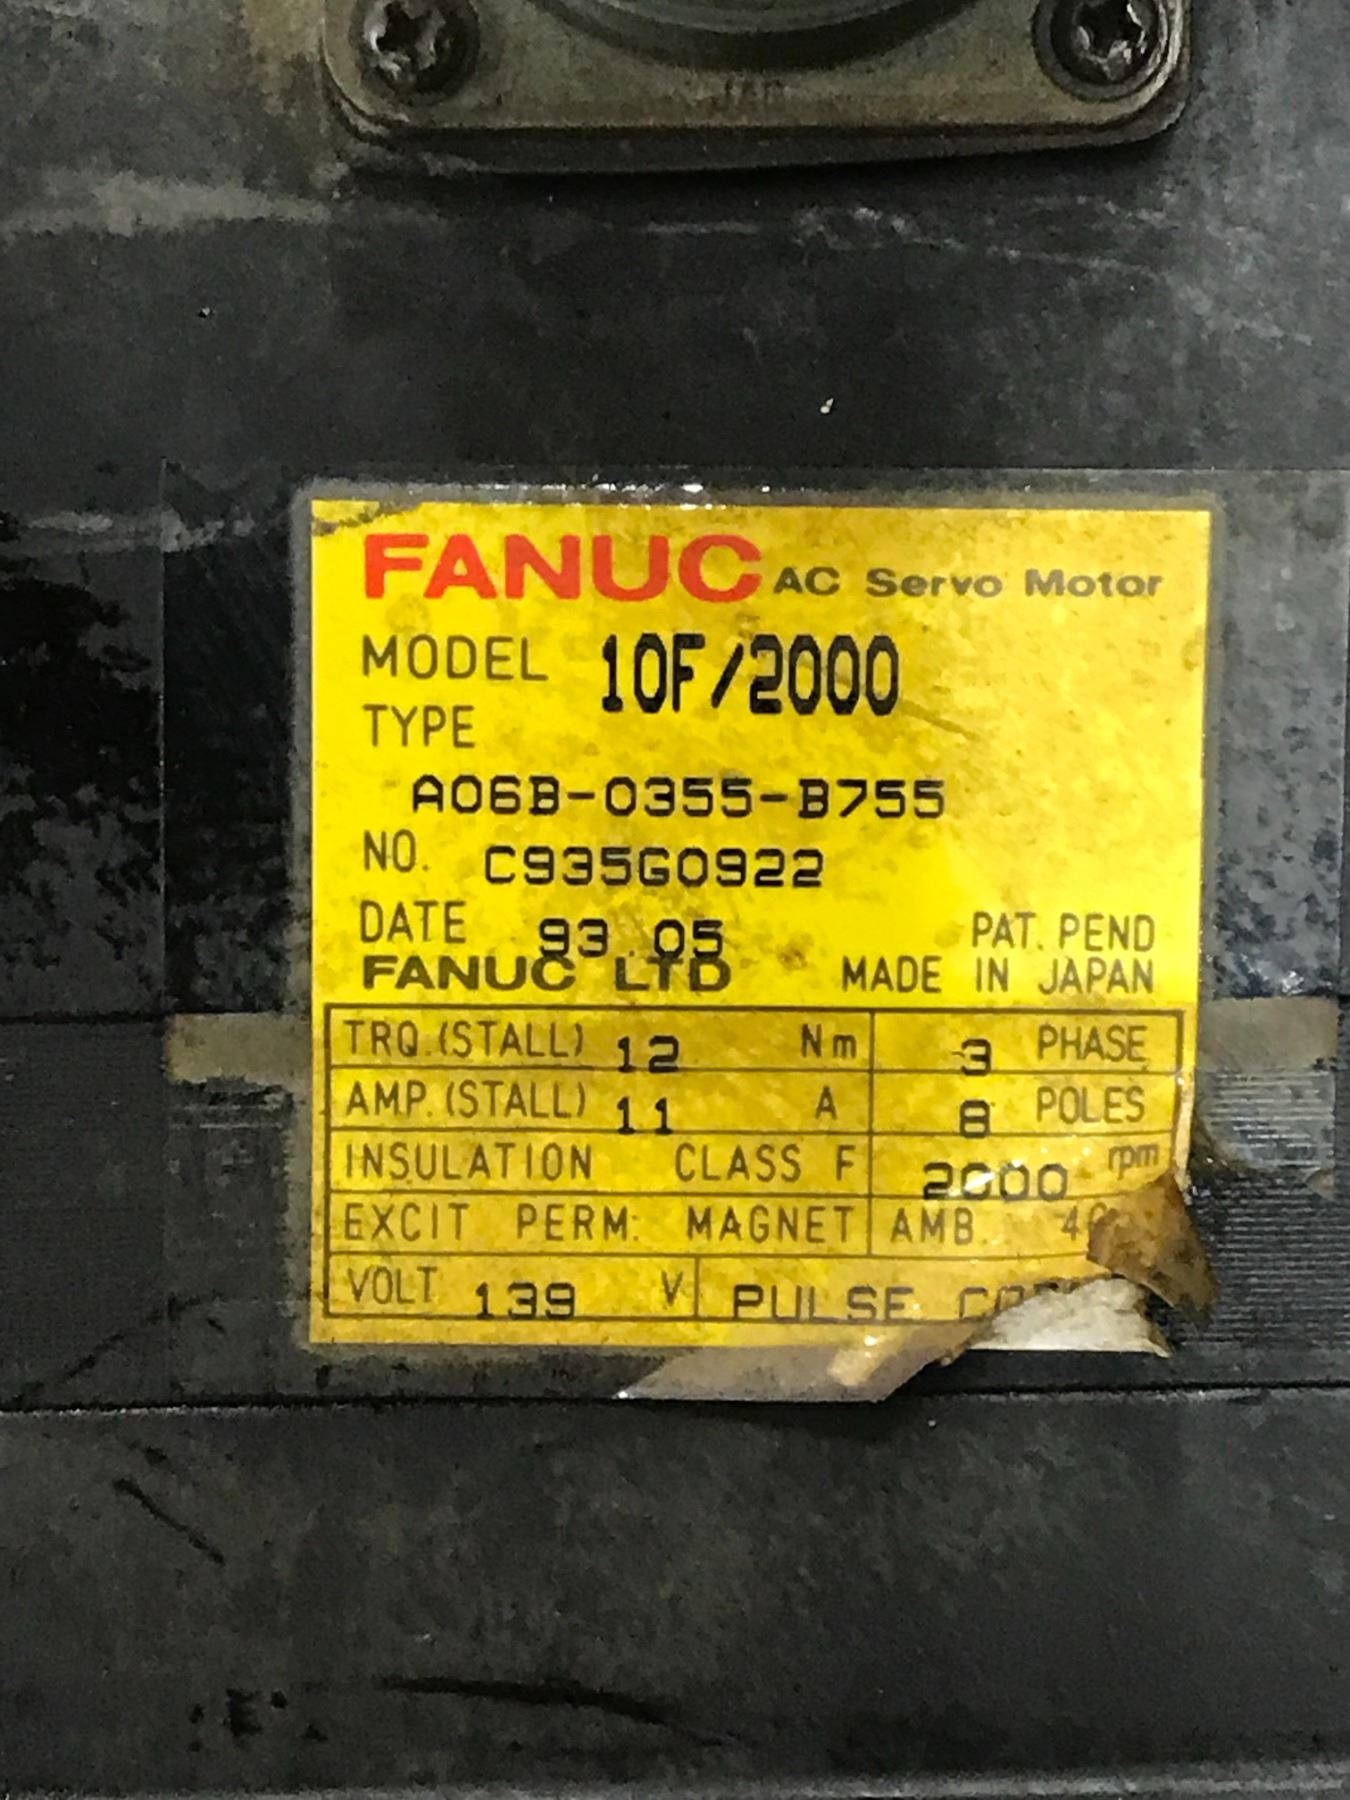 FANUC AC Servo Motor
MODEL 10F/2000
TYPE
A06B-0355-B755
NO. C935G0922
DATE 93.05 PAT. PEND
FANUC LTD MADE IN JAPAN
TRQ.(STALL) 12 Nm 3 PHASE
AMP.(STALL) 11 A 8 POLES
INSULATION CLASS F 2000 rpm
EXCIT PERM. MAGNET AMB.
VOLT 139 V PULSE